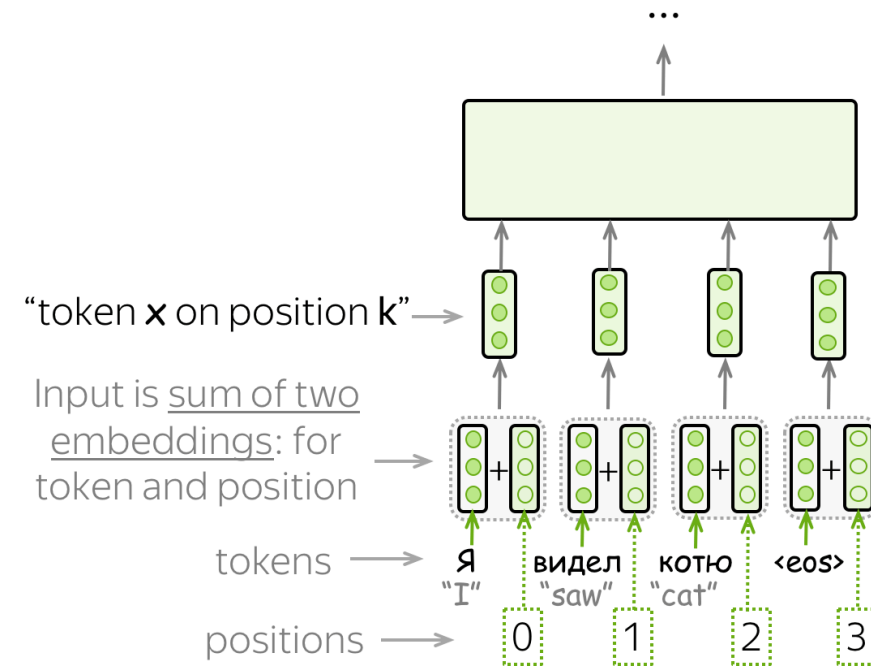 ...
“token x on position k”
Input is sum of two
embeddings: for
token and position
+ + + +
tokens Я видел котю <eos>
“I” “saw” “cat”
positions 0 1 2 3